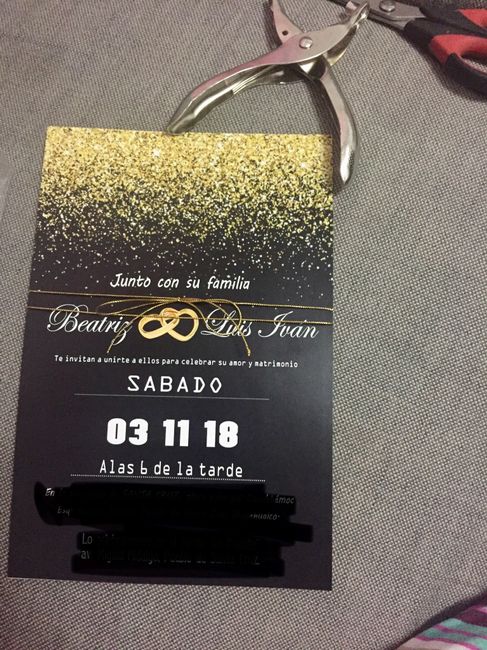 Junto con su familia
Beatriz Luis Iván
Te invitan a unirte a ellos para celebrar su amor y matrimonio
SABADO
03 11 18
Alas 6 de la tarde